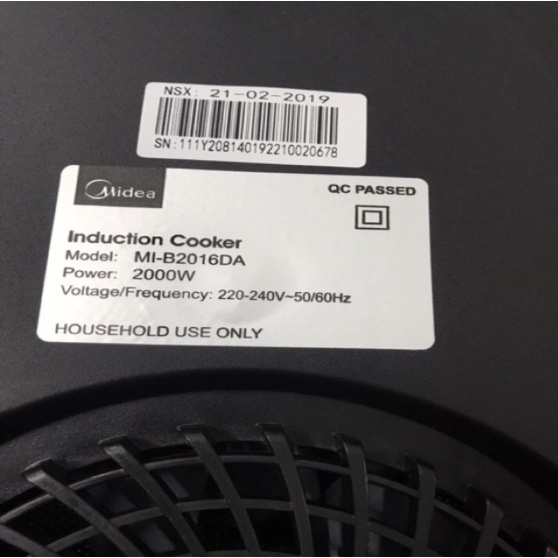 NSX: 21-02-2019
SN:111Y208140192210020678
Midea
QC PASSED
Induction Cooker
Model: MI-B2016DA
Power: 2000W
Voltage/Frequency: 220-240V~50/60Hz
HOUSEHOLD USE ONLY